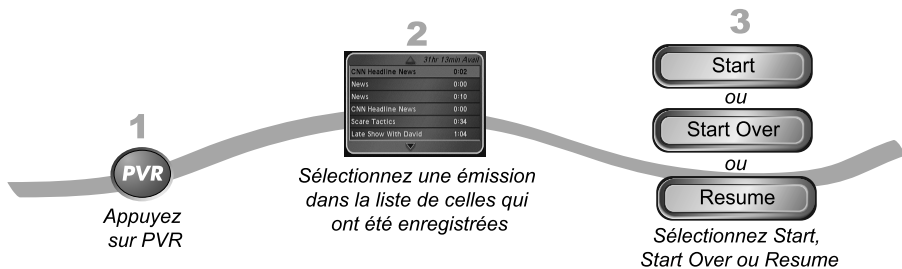 1
PVR
Appuyez
sur PVR
2
31hr 13min Avail
CNN Headline News 0:02
News 0:00
News 0:10
CNN Headline News 0:00
Scare Tactics 0:34
Late Show With David 1:04
Sélectionnez une émission
dans la liste de celles qui
ont été enregistrées
3
Start
ou
Start Over
ou
Resume
Sélectionnez Start,
Start Over ou Resume